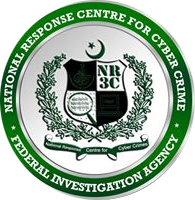 NATIONAL RESPONSE CENTRE FOR CYBER CRIME
NR
3C
National Response Centre for Cyber Crimes
★ FEDERAL INVESTIGATION AGENCY ★